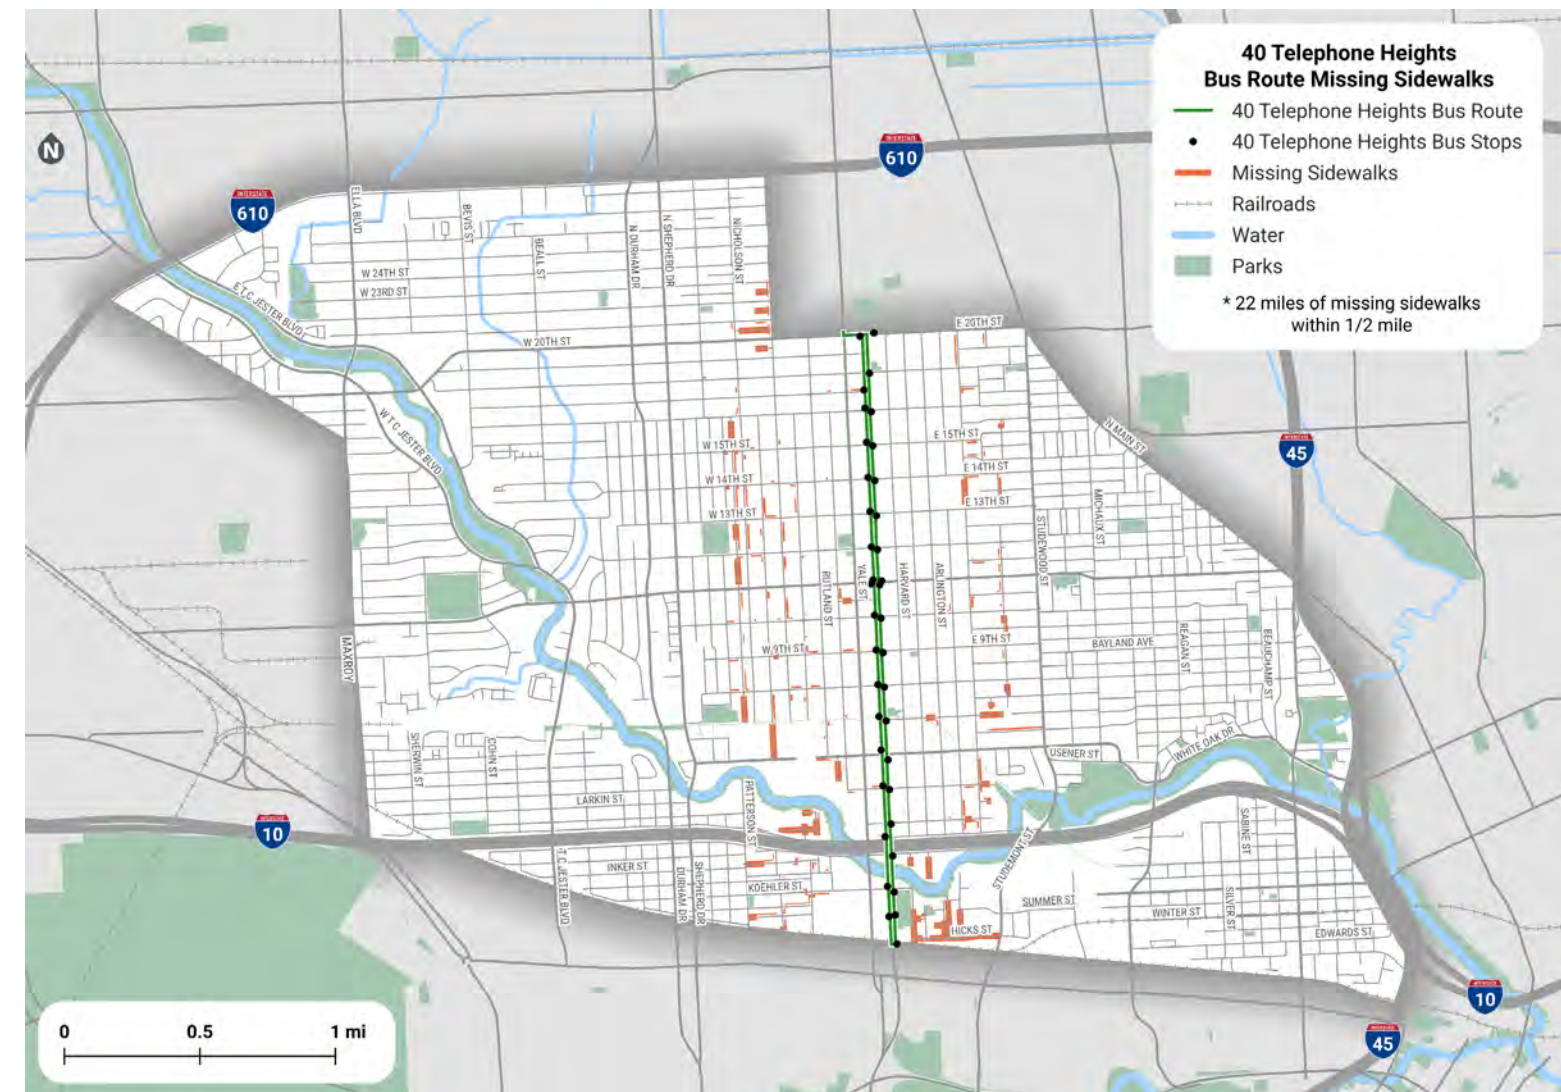 40 Telephone Heights
Bus Route Missing Sidewalks
40 Telephone Heights Bus Route
40 Telephone Heights Bus Stops
Missing Sidewalks
Railroads
Water
Parks
* 22 miles of missing sidewalks
within 1/2 mile
N
INTERSTATE
610
INTERSTATE
610
ELLA BLVD
BEVIS ST
BEALL ST
N DURHAM DR
N SHEPHERD DR
NICHOLSON ST
W 24TH ST
W 23RD ST
E T.C JESTER BLVD
W 20TH ST
E 20TH ST
W T C JESTER BLVD
N MAIN ST
INTERSTATE
45
W 15TH ST
E 15TH ST
W 14TH ST
E 14TH ST
W 13TH ST
E 13TH ST
MICHAUX ST
STUDEWOOD ST
RUTLAND ST
YALE ST
HARVARD ST
ARLINGTON ST
MAXROY
W 9TH ST
E 9TH ST
BAYLAND AVE
REAGAN ST
BEAUCHAMP ST
SHERWIN ST
COHN ST
USENER ST
WHITE OAK DR
LARKIN ST
PATTERSON ST
INTERSTATE
10
SABINE ST
STUDEMONT ST
T C JESTER BLVD
INKER ST
DURHAM DR
SHEPHERD DR
KOEHLER ST
SUMMER ST
WINTER ST
SILVER ST
HICKS ST
EDWARDS ST
INTERSTATE
10
INTERSTATE
45
0 0.5 1 mi